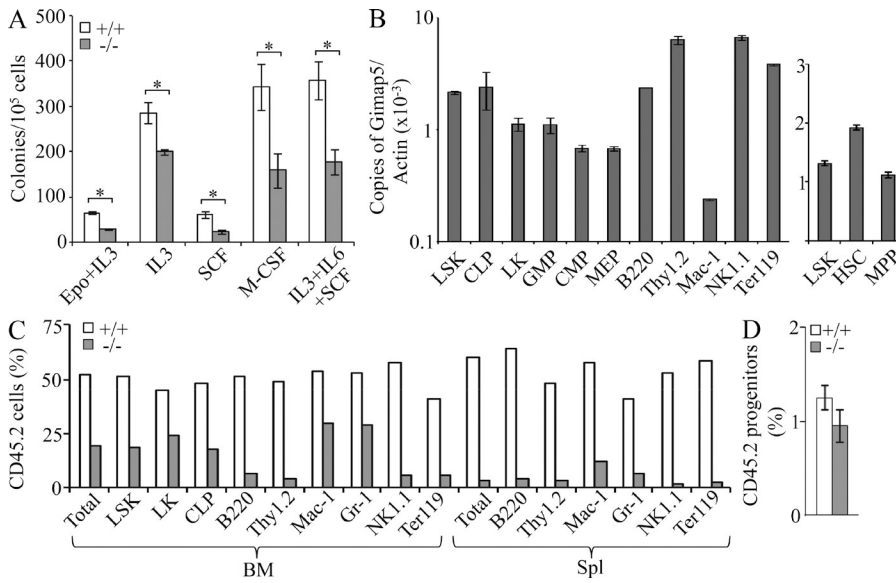 A
+/+
-/-
Colonies/10⁵ cells
500
400
300
200
100
0
*
*
*
*
*
Epo+IL3
IL3
SCF
M-CSF
IL3+IL6
+SCF
B
Copies of Gimap5/
Actin (x10⁻³)
10
1
0.1
LSK
CLP
LK
GMP
CMP
MEP
B220
Thy1.2
Mac-1
NK1.1
Ter119
3
2
1
LSK
HSC
MPP
C
+/+
-/-
CD45.2 cells (%)
75
50
25
0
Total
LSK
LK
CLP
B220
Thy1.2
Mac-1
Gr-1
NK1.1
Ter119
BM
Total
B220
Thy1.2
Mac-1
Gr-1
NK1.1
Ter119
Spl
D
+/+
-/-
CD45.2 progenitors
(%)
2
1
0